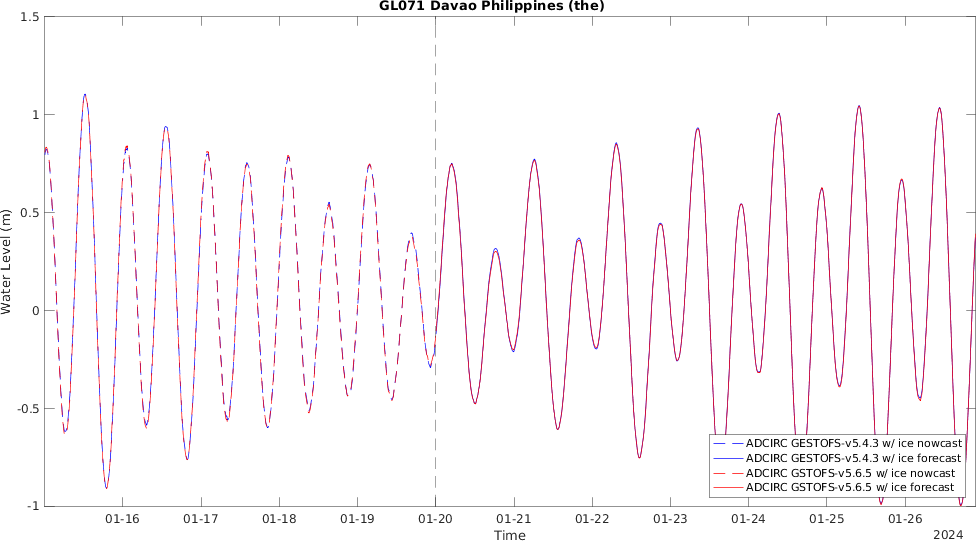 GL071 Davao Philippines (the)
1.5
1
0.5
0
-0.5
-1
Water Level (m)
ADCIRC GESTOFS-v5.4.3 w/ ice nowcast
ADCIRC GESTOFS-v5.4.3 w/ ice forecast
ADCIRC GSTOFS-v5.6.5 w/ ice nowcast
ADCIRC GSTOFS-v5.6.5 w/ ice forecast
01-16 01-17 01-18 01-19 01-20 01-21 01-22 01-23 01-24 01-25 01-26
Time
2024